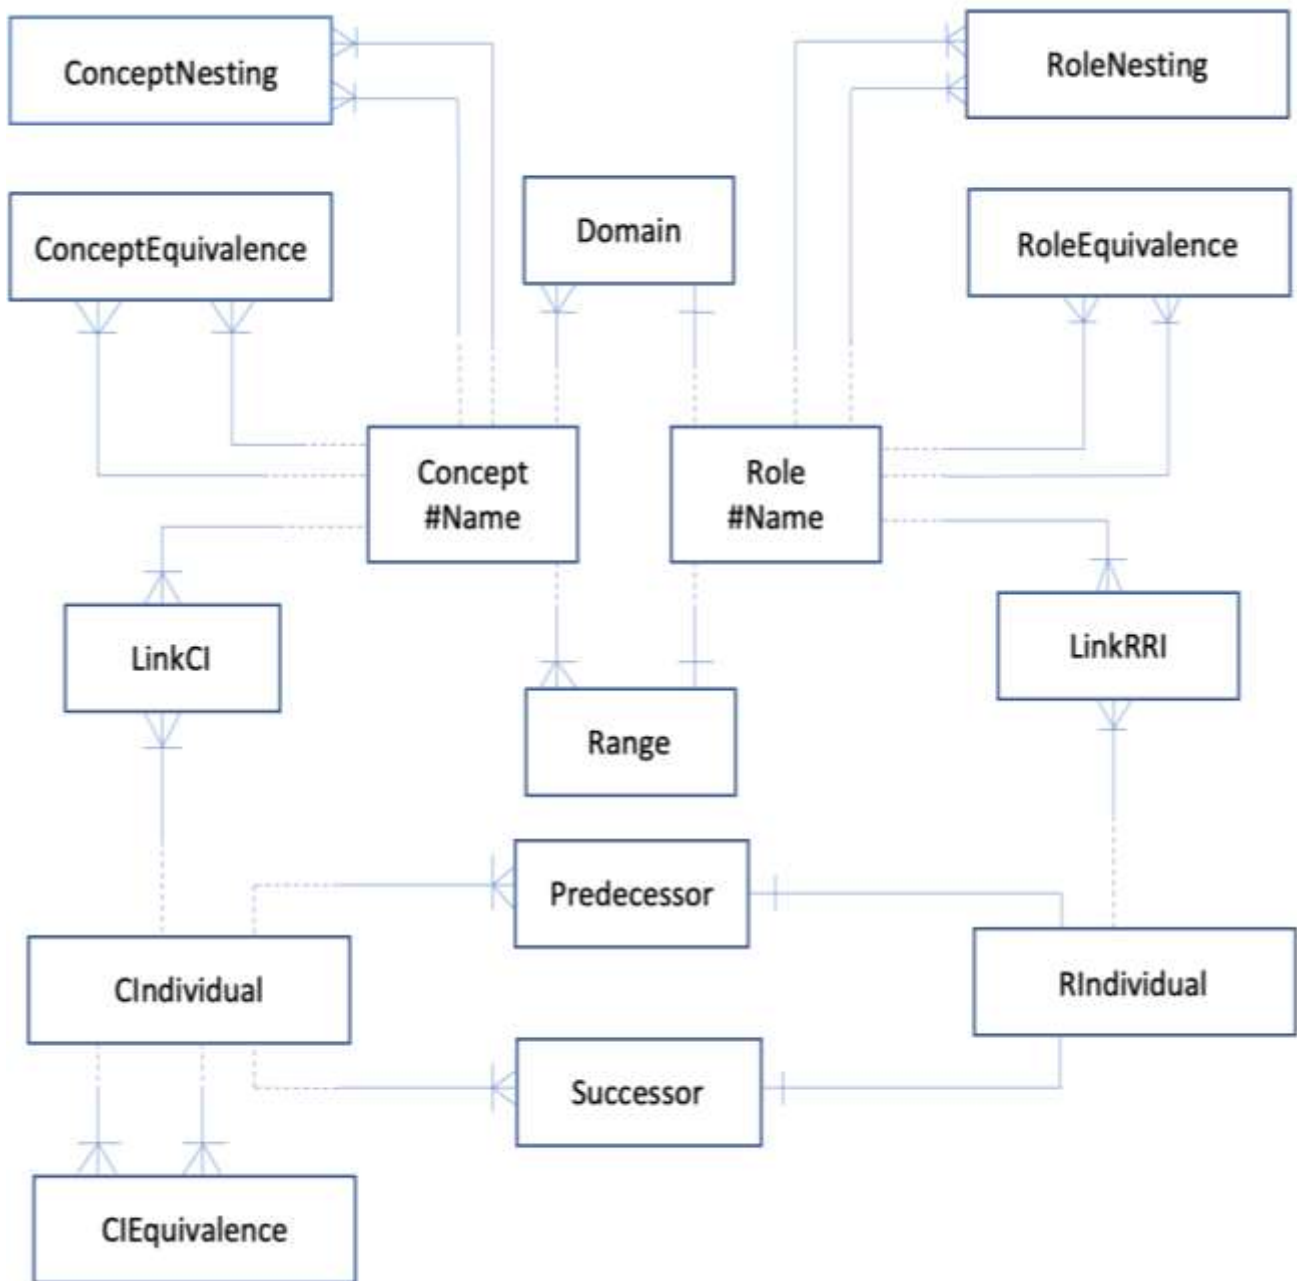 ConceptNesting
RoleNesting
Domain
ConceptEquivalence
RoleEquivalence
Concept
#Name
Role
#Name
LinkCI
LinkRRI
Range
Predecessor
CIndividual
RIndividual
Successor
CIEquivalence